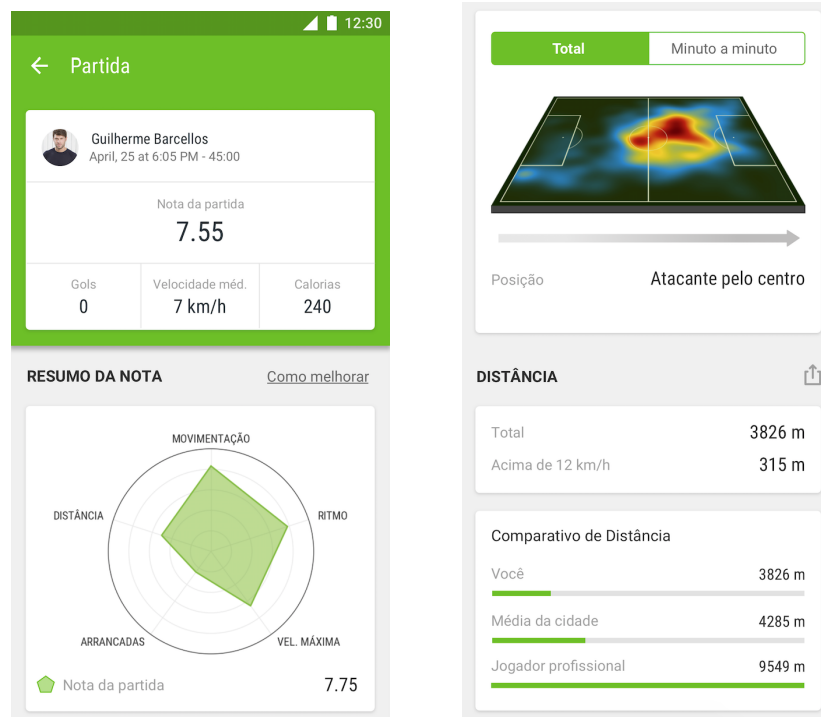 12:30
Partida
Guilherme Barcellos
April, 25 at 6:05 PM - 45:00
Nota da partida
7.55
Gols
0
Velocidade méd.
7 km/h
Calorias
240
RESUMO DA NOTA
Como melhorar
MOVIMENTAÇÃO
DISTÂNCIA
RITMO
ARRANCADAS
VEL. MÁXIMA
Nota da partida
7.75
Total
Minuto a minuto
Posição
Atacante pelo centro
DISTÂNCIA
Total
3826 m
Acima de 12 km/h
315 m
Comparativo de Distância
Você
3826 m
Média da cidade
4285 m
Jogador profissional
9549 m